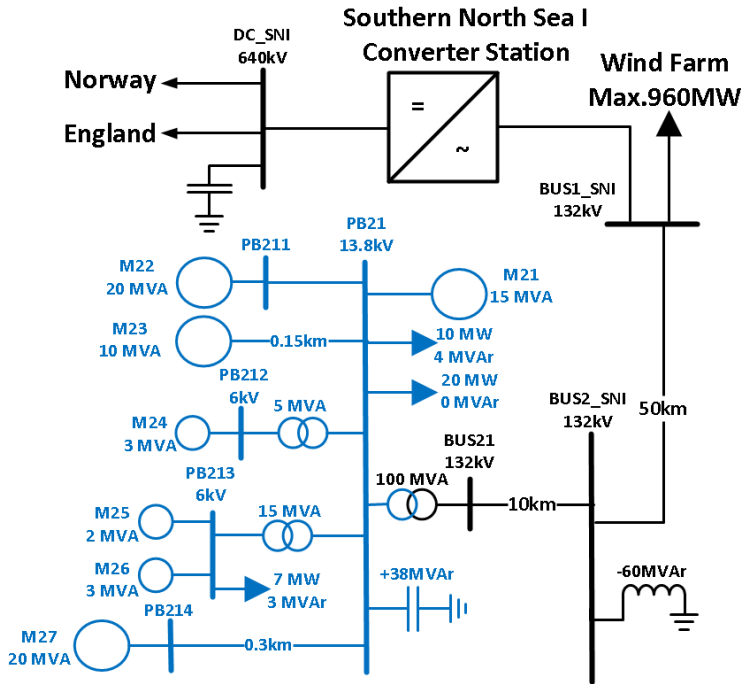 Southern North Sea I
Converter Station
DC_SNI
640kV
Norway
England
=
~
Wind Farm
Max.960MW
BUS1_SNI
132kV
PB21
13.8kV
PB211
M22
20 MVA
M21
15 MVA
M23
10 MVA
0.15km
10 MW
4 MVAr
20 MW
0 MVAr
PB212
6kV
M24
3 MVA
5 MVA
BUS2_SNI
132kV
50km
BUS21
132kV
100 MVA
10km
PB213
6kV
M25
2 MVA
15 MVA
M26
3 MVA
7 MW
3 MVAr
+38MVAr
-60MVAr
PB214
M27
20 MVA
0.3km